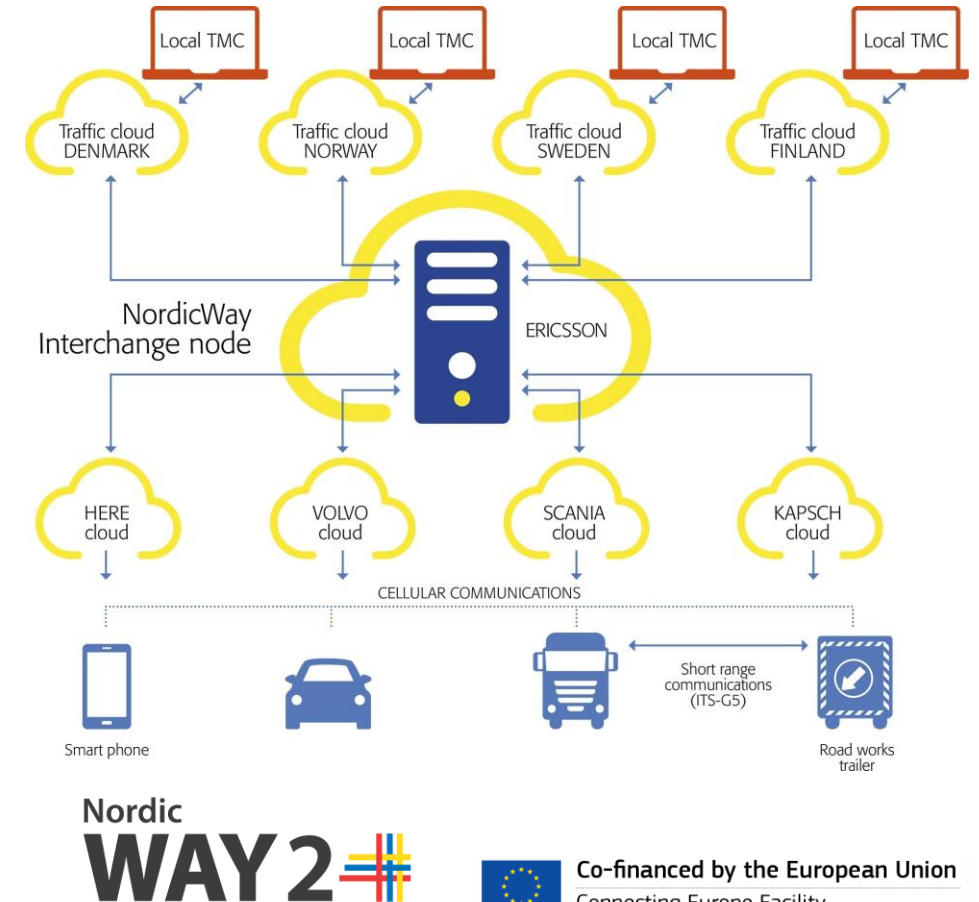 Local TMC
Local TMC
Local TMC
Local TMC
Traffic cloud
DENMARK
Traffic cloud
NORWAY
Traffic cloud
SWEDEN
Traffic cloud
FINLAND
NordicWay
Interchange node
ERICSSON
HERE
cloud
VOLVO
cloud
SCANIA
cloud
KAPSCH
cloud
CELLULAR COMMUNICATIONS
Short range
communications
(ITS-G5)
Smart phone
Road works
trailer
Nordic
WAY 2
Co-financed by the European Union
Connecting Europe Facility